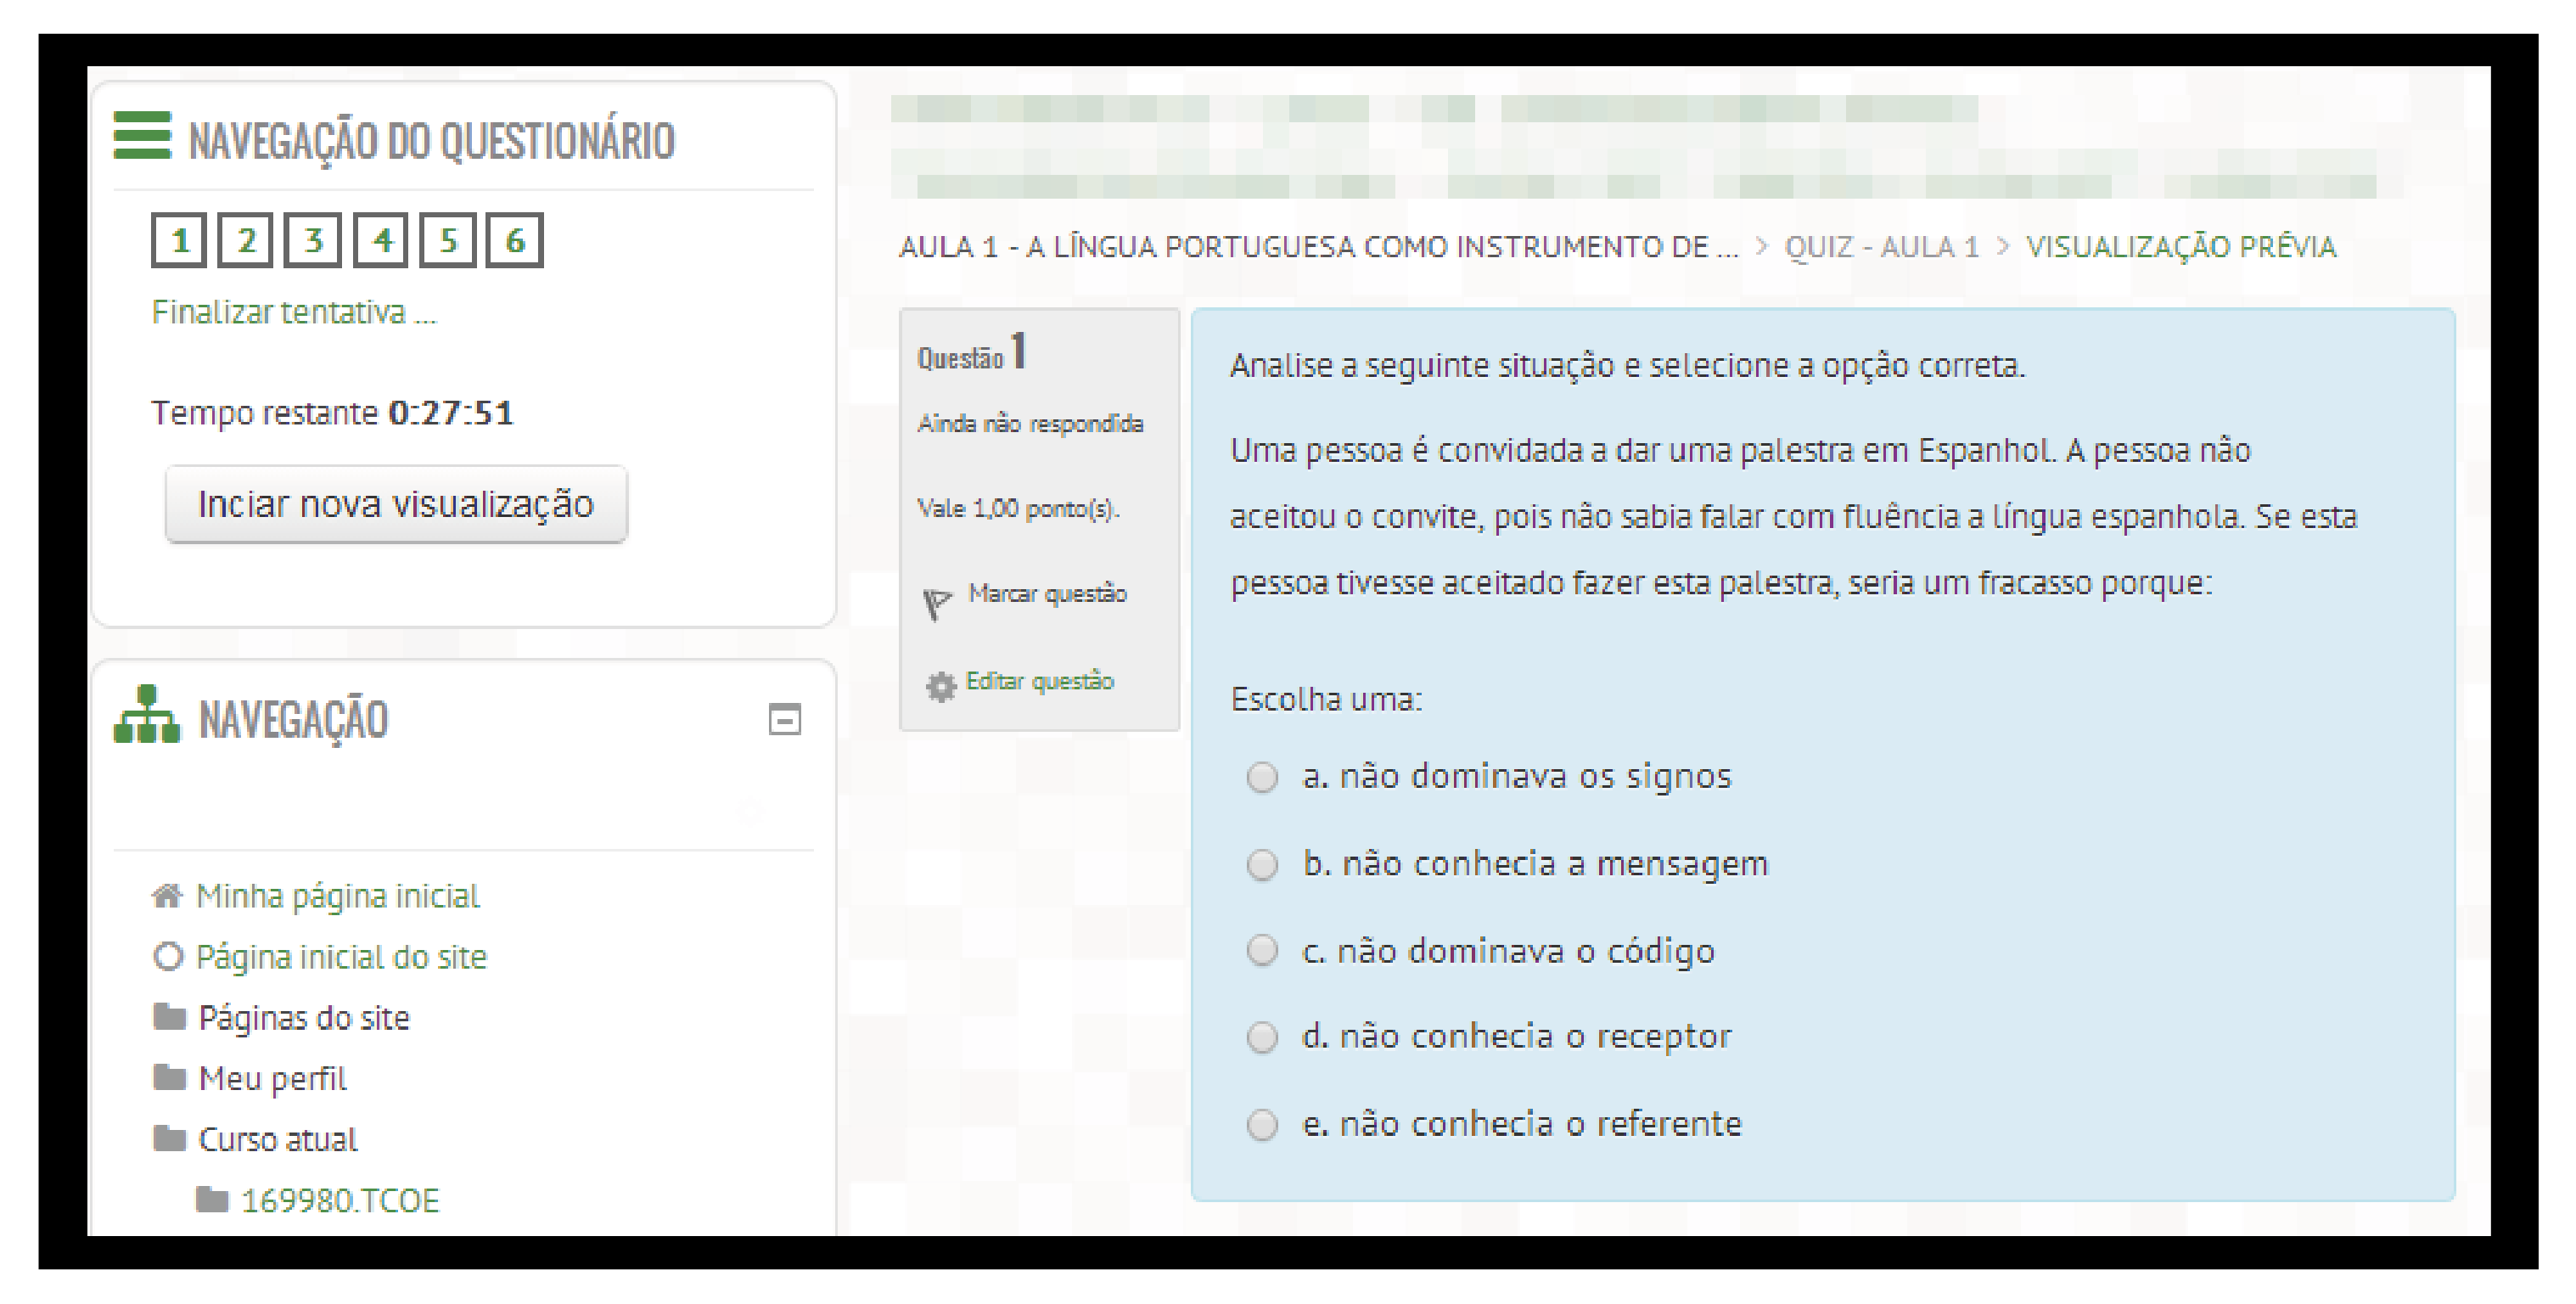 NAVEGAÇÃO DO QUESTIONÁRIO
1 2 3 4 5 6
Finalizar tentativa ...
Tempo restante 0:27:51
Inciar nova visualização
NAVEGAÇÃO
Minha página inicial
Página inicial do site
Páginas do site
Meu perfil
Curso atual
169980.TCOE
AULA 1 - A LÍNGUA PORTUGUESA COMO INSTRUMENTO DE ... > QUIZ - AULA 1 > VISUALIZAÇÃO PRÉVIA
Questão 1
Ainda não respondida
Vale 1,00 ponto(s).
Marcar questão
Editar questão
Analise a seguinte situação e selecione a opção correta.
Uma pessoa é convidada a dar uma palestra em Espanhol. A pessoa não
aceitou o convite, pois não sabia falar com fluência a língua espanhola. Se esta
pessoa tivesse aceitado fazer esta palestra, seria um fracasso porque:
Escolha uma:
a. não dominava os signos
b. não conhecia a mensagem
c. não dominava o código
d. não conhecia o receptor
e. não conhecia o referente